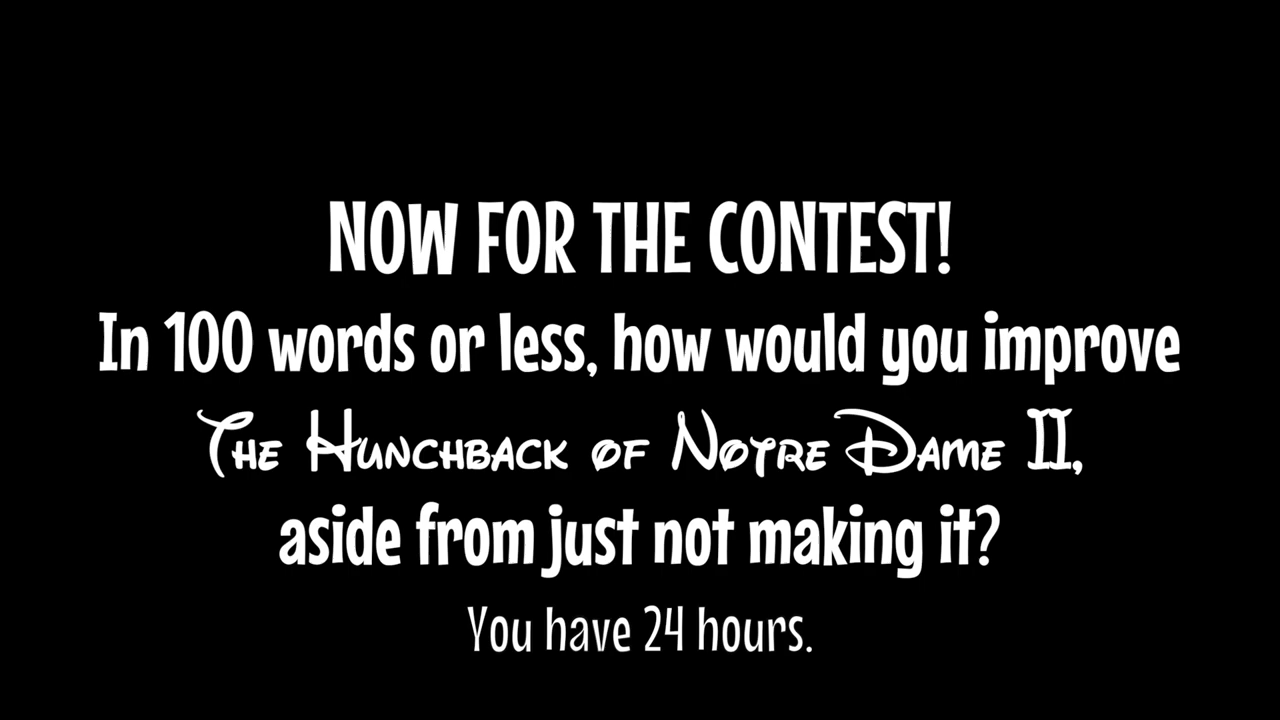 NOW FOR THE CONTEST!
In 100 words or less, how would you improve
The Hunchback of Notre Dame II,
aside from just not making it?
You have 24 hours.